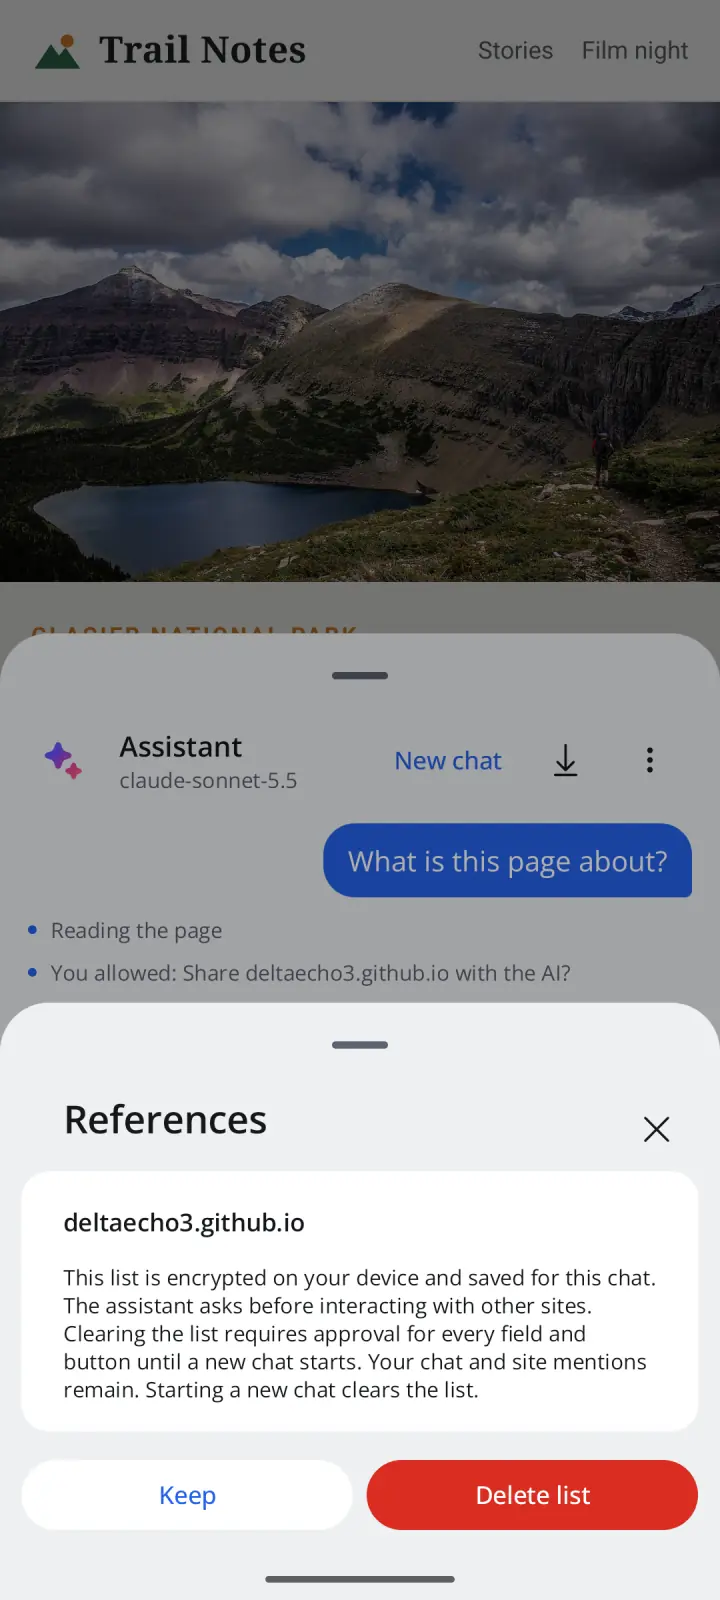 Trail Notes
Stories
Film night
GLACIER NATIONAL PARK
Assistant
claude-sonnet-5.5
New chat
What is this page about?
Reading the page
You allowed: Share deltaecho3.github.io with the AI?
References
deltaecho3.github.io
This list is encrypted on your device and saved for this chat.
The assistant asks before interacting with other sites.
Clearing the list requires approval for every field and
button until a new chat starts. Your chat and site mentions
remain. Starting a new chat clears the list.
Keep
Delete list